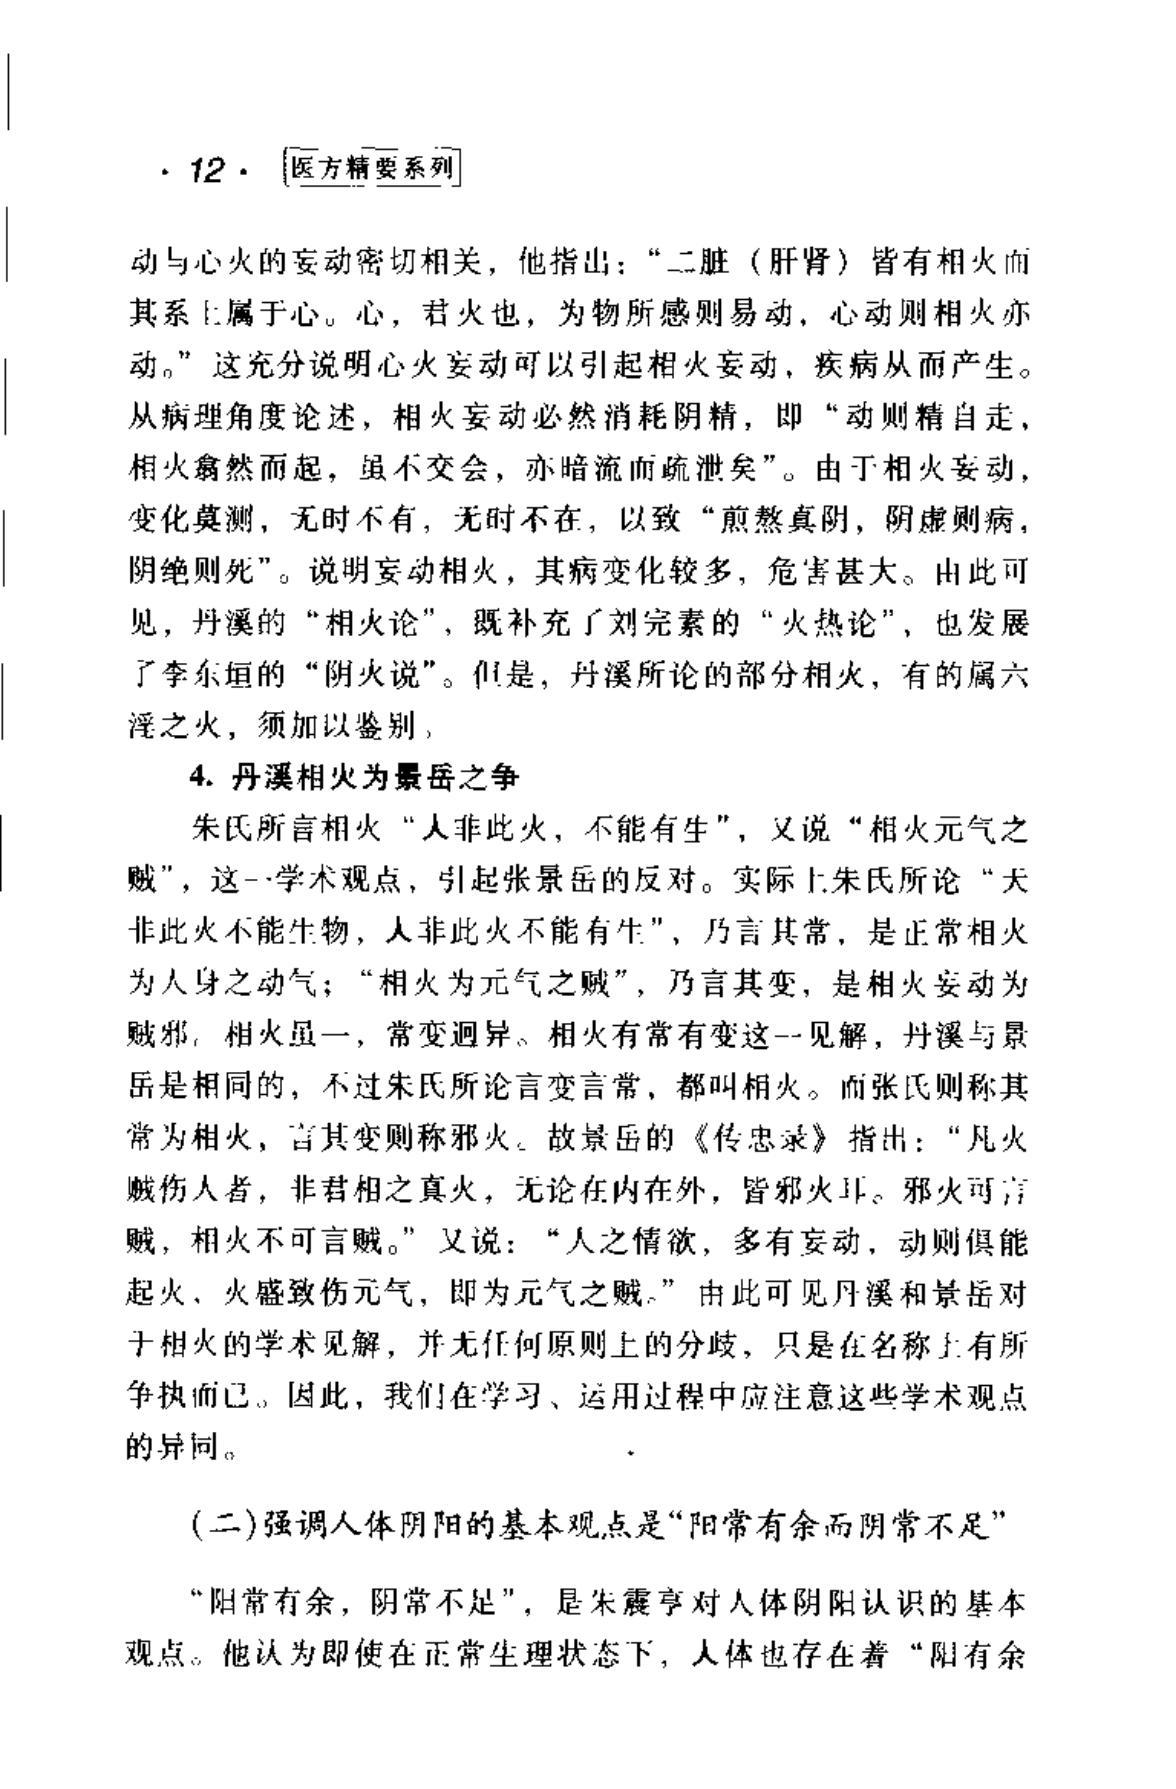 · 12 · 医方精要系列
动与心火的妄动密切相关，他指出：“二脏（肝肾）皆有相火而
其系上属于心。心，君火也，为物所感则易动，心动则相火亦
动。”这充分说明心火妄动可以引起相火妄动，疾病从而产生。
从病理角度论述，相火妄动必然消耗阴精，即“动则精自走，
相火翕然而起，虽不交会，亦暗流而疏泄矣”。由于相火妄动，
变化莫测，无时不有，无时不在，以致“煎熬真阴，阴虚则病，
阴绝则死”。说明妄动相火，其病变化较多，危害甚大。由此可
见，丹溪的“相火论”，既补充了刘完素的“火热论”，也发展
了李东垣的“阴火说”。但是，丹溪所论的部分相火，有的属六
淫之火，须加以鉴别。
4. 丹溪相火为景岳之争
朱氏所言相火“人非此火，不能有生”，又说“相火元气之
贼”，这一学术观点，引起张景岳的反对。实际上朱氏所论“天
非此火不能生物，人非此火不能有生”，乃言其常，是正常相火
为人身之动气；“相火为元气之贼”，乃言其变，是相火妄动为
贼邪。相火虽一，常变迥异。相火有常有变这一见解，丹溪与景
岳是相同的，不过朱氏所论言变言常，都叫相火。而张氏则称其
常为相火，言其变则称邪火。故景岳的《传忠录》指出：“凡火
贼伤人者，非君相之真火，无论在内在外，皆邪火耳。邪火可言
贼，相火不可言贼。”又说：“人之情欲，多有妄动，动则俱能
起火、火盛致伤元气，即为元气之贼。”由此可见丹溪和景岳对
于相火的学术见解，并无任何原则上的分歧，只是在名称上有所
争执而已。因此，我们在学习、运用过程中应注意这些学术观点
的异同。
(二)强调人体阴阳的基本观点是“阳常有余而阴常不足”
“阳常有余，阴常不足”，是朱震亨对人体阴阳认识的基本
观点。他认为即使在正常生理状态下，人体也存在着“阳有余